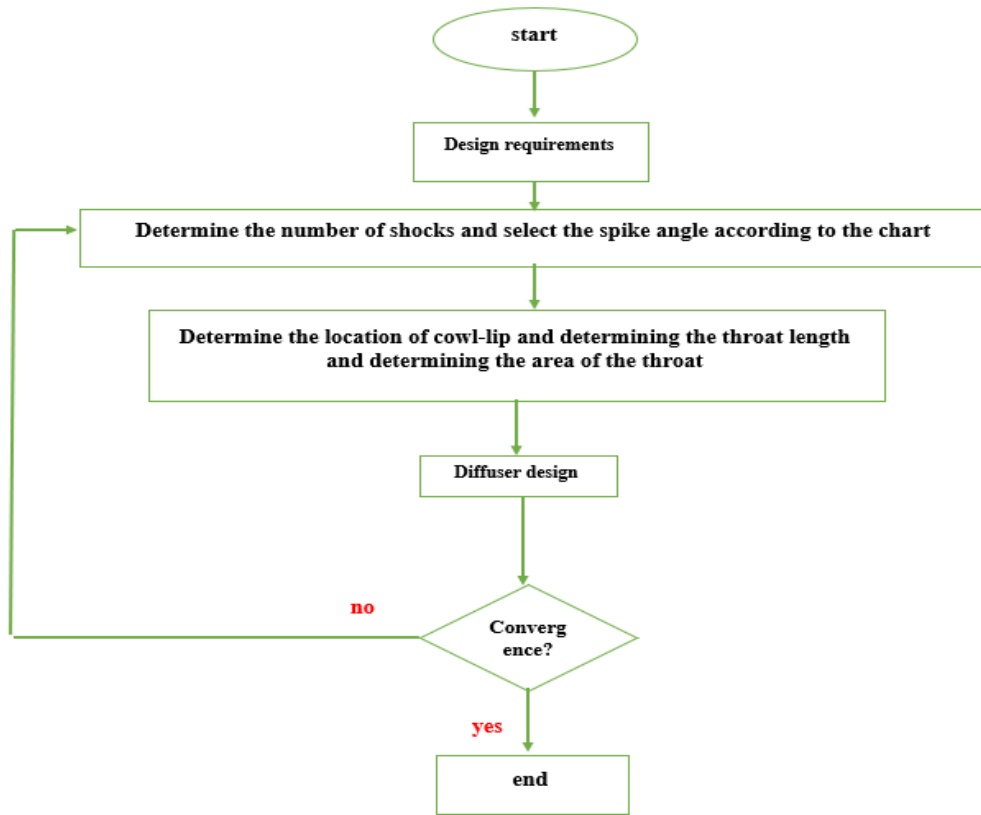 start
Design requirements
Determine the number of shocks and select the spike angle according to the chart
Determine the location of cowl-lip and determining the throat length
and determining the area of the throat
Diffuser design
no
Converg
ence?
yes
end